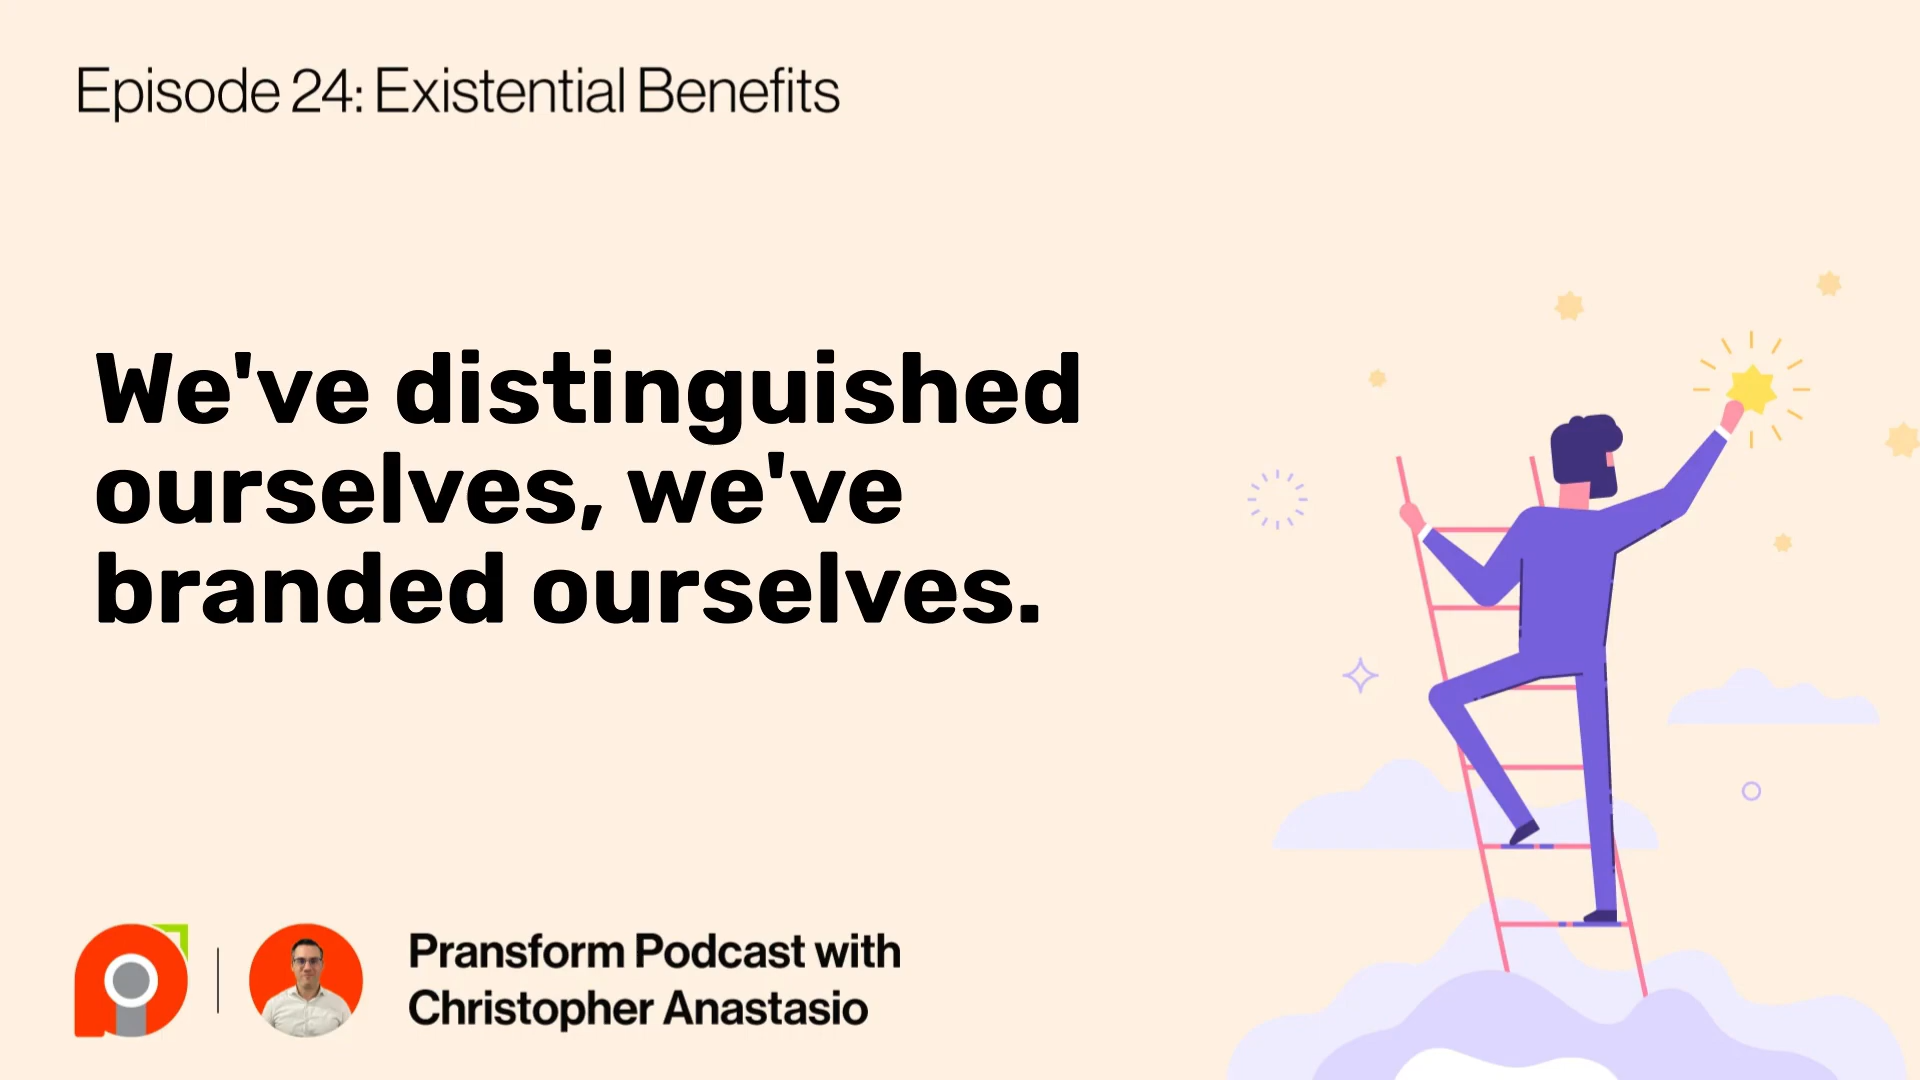 Episode 24: Existential Benefits
We've distinguished
ourselves, we've
branded ourselves.
Pransform Podcast with
Christopher Anastasio